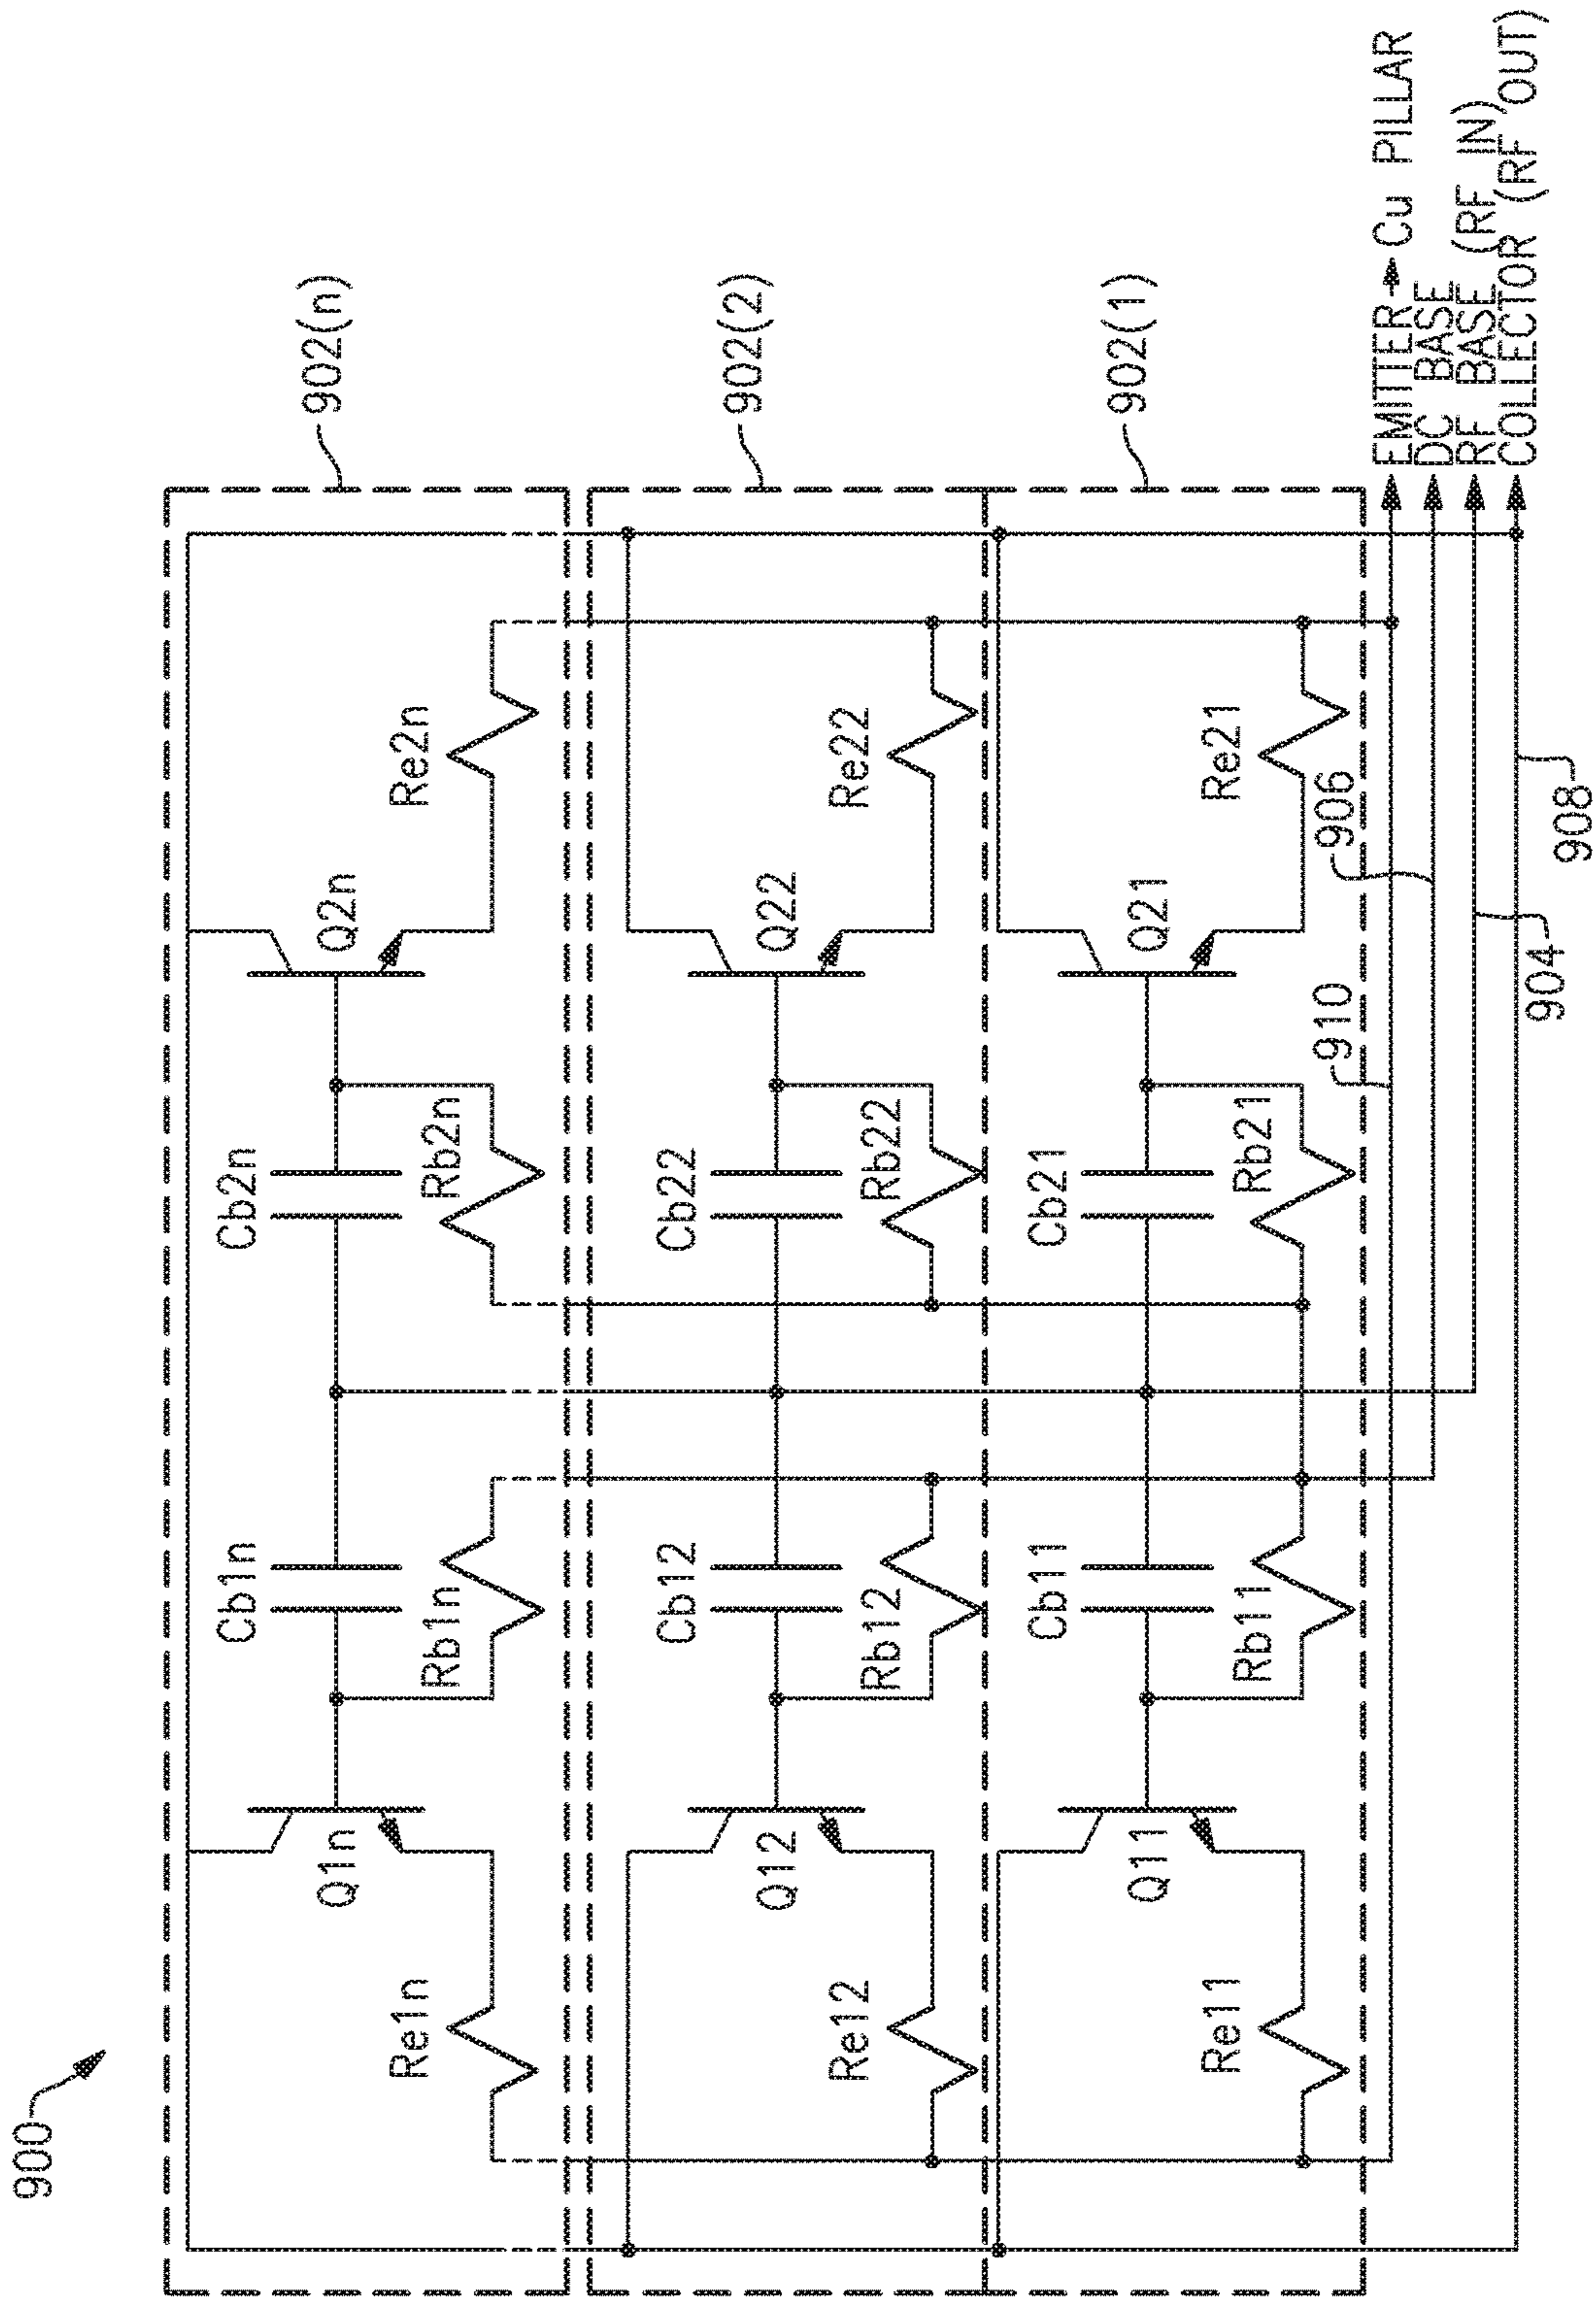 900
902(n)
902(2)
902(1)
Re1n
Q1n
Cb1n
Rb1n
Cb2n
Rb2n
Q2n
Re2n
Re12
Q12
Cb12
Rb12
Cb22
Rb22
Q22
Re22
Re11
Q11
Cb11
Rb11
Cb21
Rb21
Q21
Re21
910
906
904
908
EMITTER → Cu PILLAR
DC BASE
RF BASE (RF IN)
COLLECTOR (RF OUT)